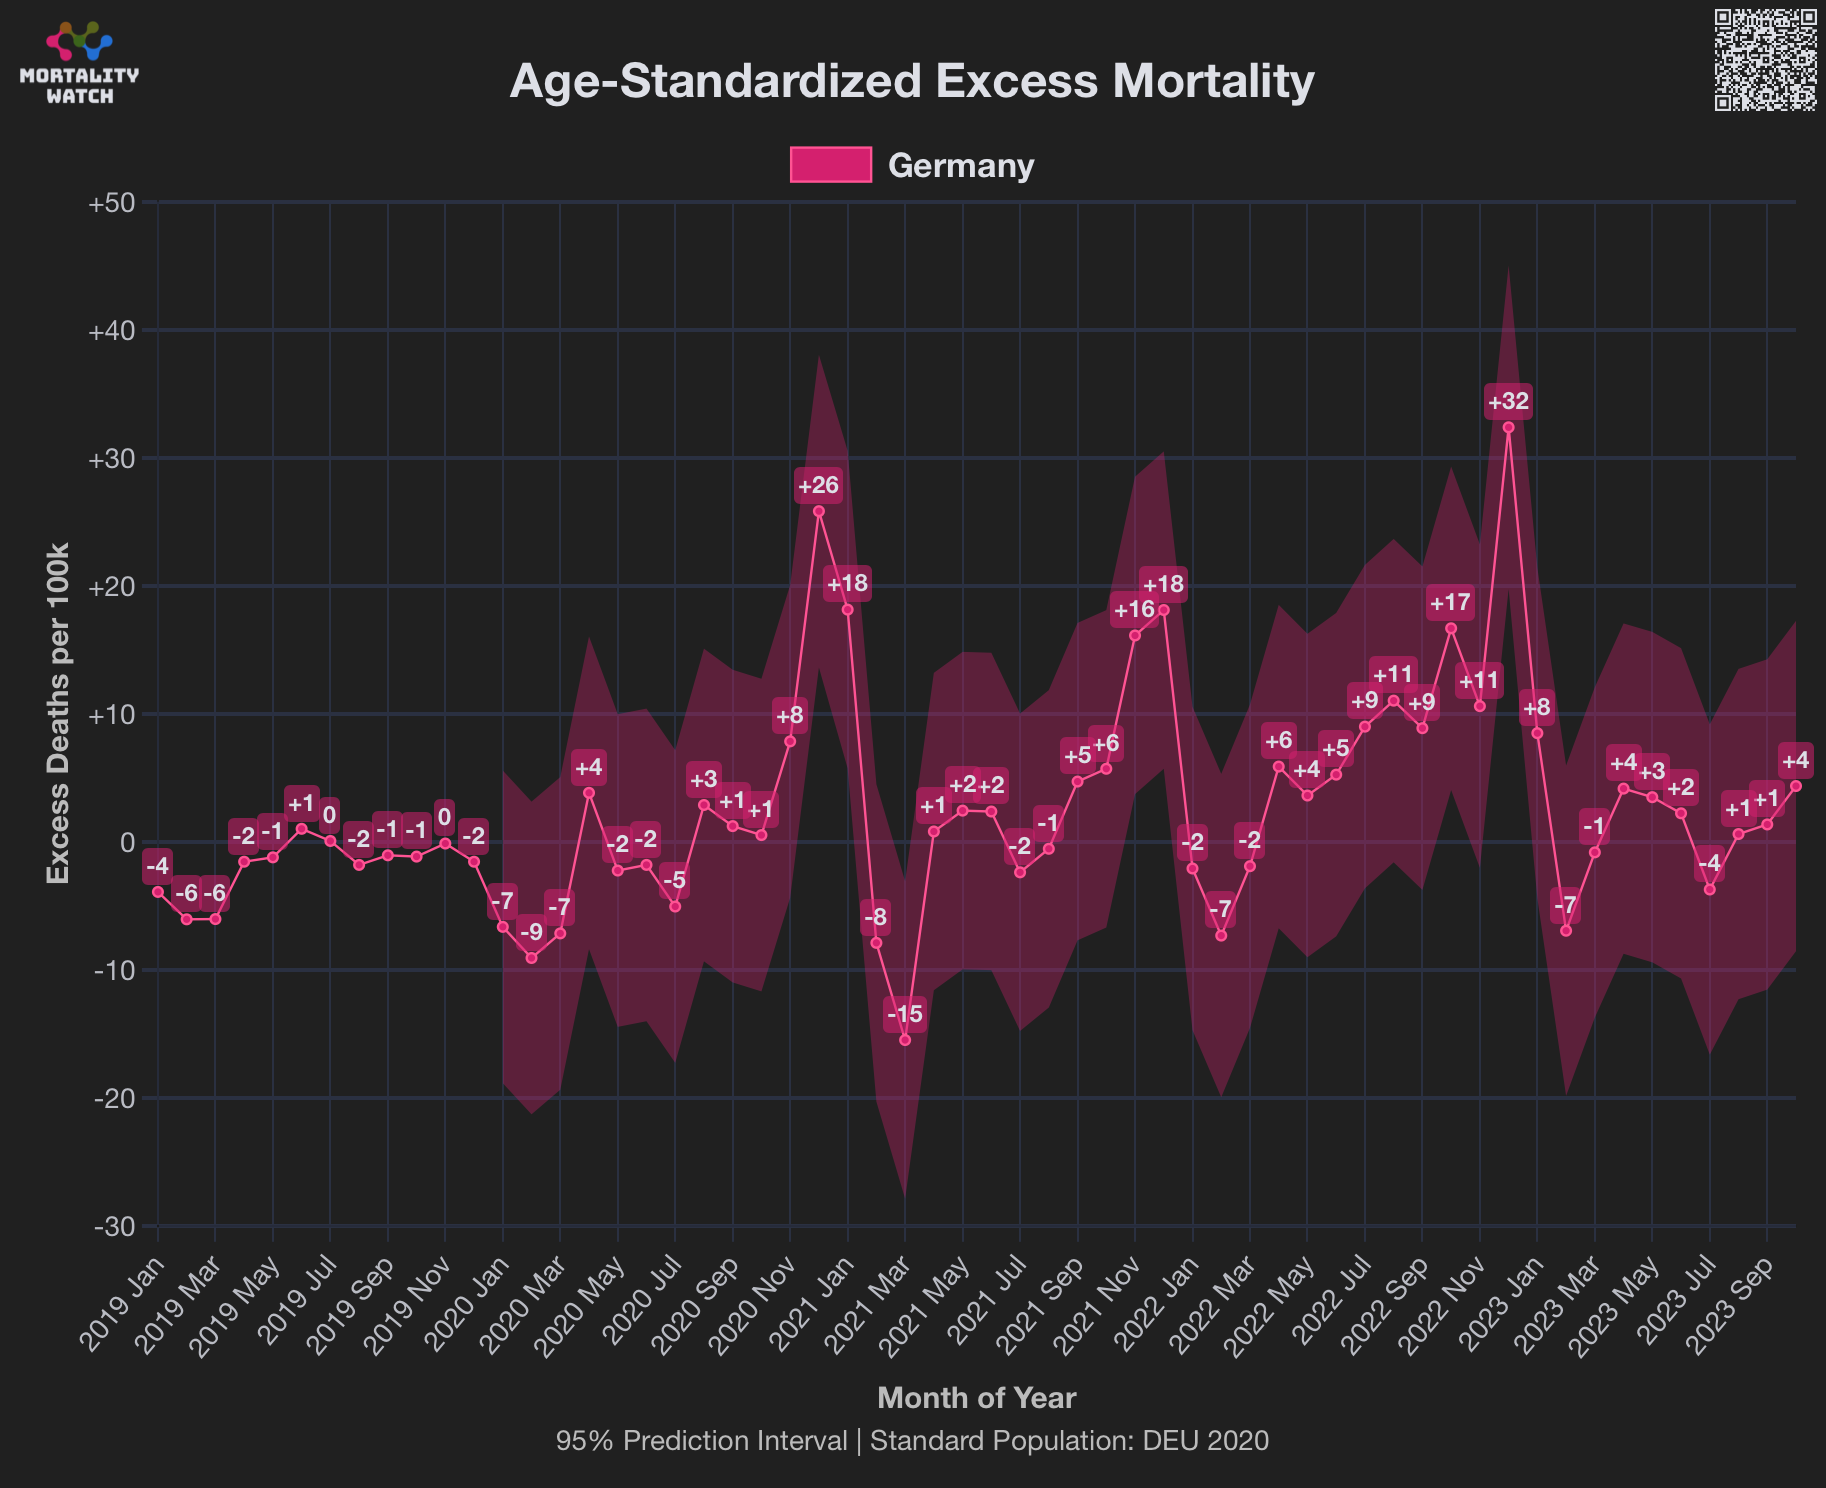 MORTALITY
WATCH
Age-Standardized Excess Mortality
Germany
Excess Deaths per 100k
+50
+40
+30
+20
+10
0
-10
-20
-30
-4
-6
-6
-2
-1
+1
0
-2
-1
-1
0
-2
-7
-9
-7
+4
-2
-2
-5
+3
+1
+1
+8
+26
+18
-8
-15
+1
+2
+2
-2
-1
+5
+6
+16
+18
-2
-7
-2
+6
+4
+5
+9
+11
+9
+17
+11
+32
+8
-7
-1
+4
+3
+2
-4
+1
+1
+4
2019 Jan
2019 Mar
2019 May
2019 Jul
2019 Sep
2019 Nov
2020 Jan
2020 Mar
2020 May
2020 Jul
2020 Sep
2020 Nov
2021 Jan
2021 Mar
2021 May
2021 Jul
2021 Sep
2021 Nov
2022 Jan
2022 Mar
2022 May
2022 Jul
2022 Sep
2022 Nov
2023 Jan
2023 Mar
2023 May
2023 Jul
2023 Sep
Month of Year
95% Prediction Interval | Standard Population: DEU 2020